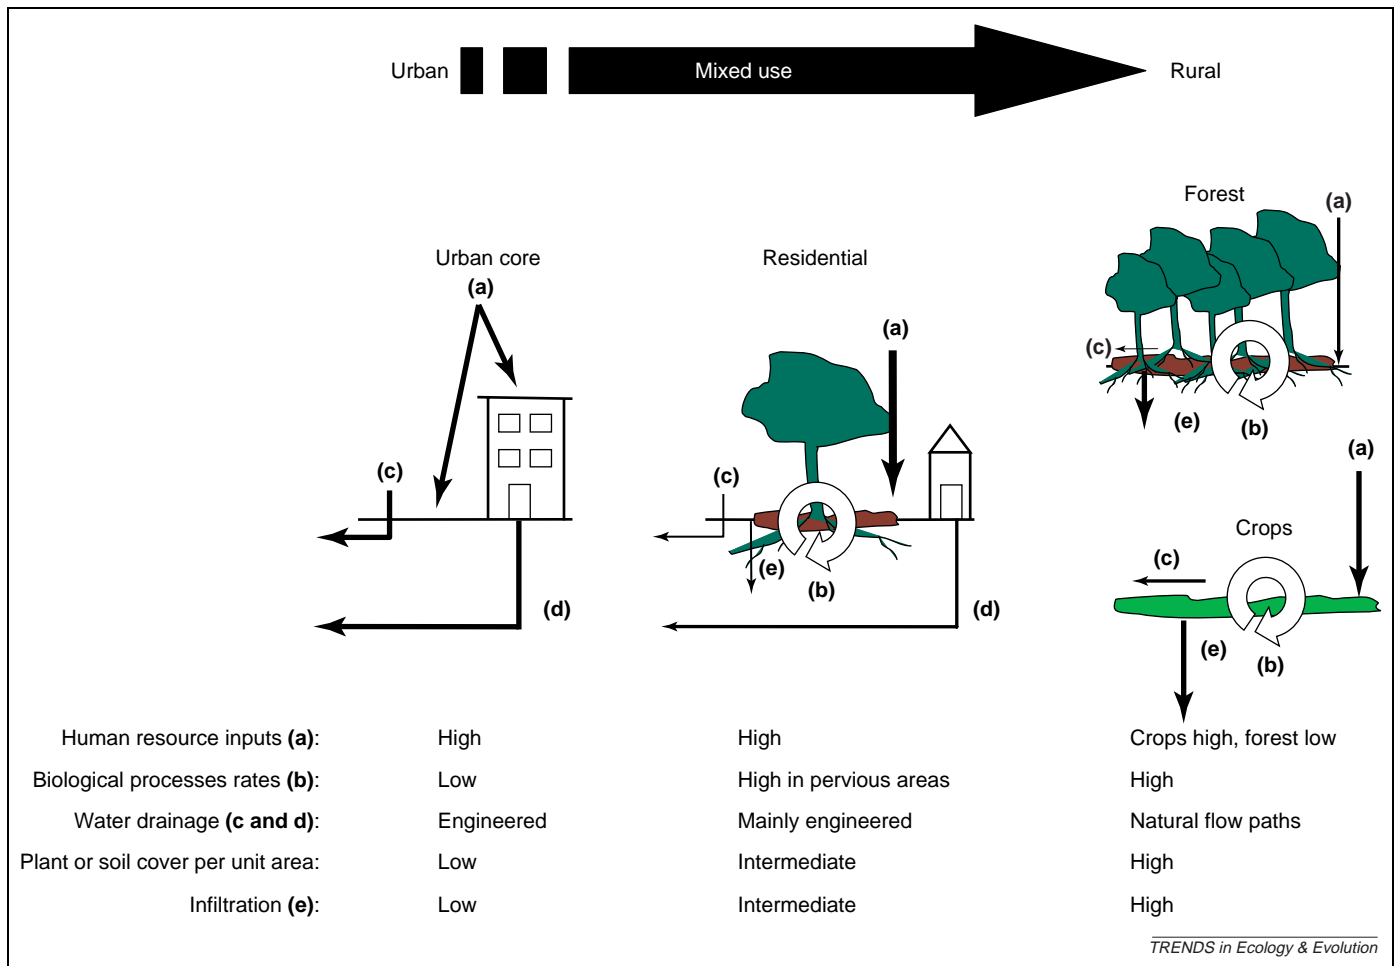 Urban Mixed use Rural
Forest
(a)
Urban core
(a)
Residential
(a)
(c)
(e)
(b)
(c)
(d)
(c)
(e)
(b)
(d)
(a)
Crops
(c)
(e)
(b)
Human resource inputs (a): High High Crops high, forest low
Biological processes rates (b): Low High in pervious areas High
Water drainage (c and d): Engineered Mainly engineered Natural flow paths
Plant or soil cover per unit area: Low Intermediate High
Infiltration (e): Low Intermediate High
TRENDS in Ecology & Evolution